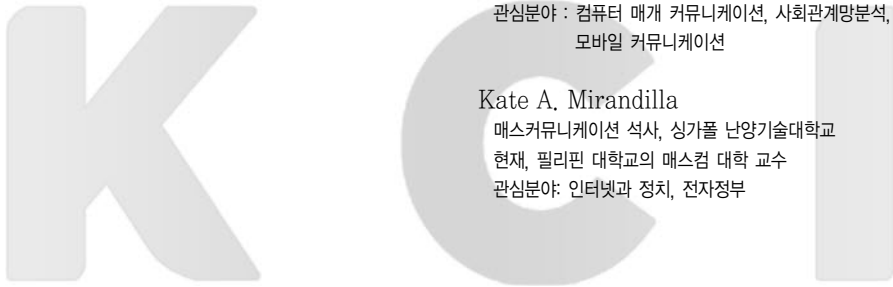 관심분야 : 컴퓨터 매개 커뮤니케이션, 사회관계망분석,
모바일 커뮤니케이션
Kate A. Mirandilla
매스커뮤니케이션 석사, 싱가폴 난양기술대학교
현재, 필리핀 대학교의 매스컴 대학 교수
관심분야: 인터넷과 정치, 전자정부
KCI